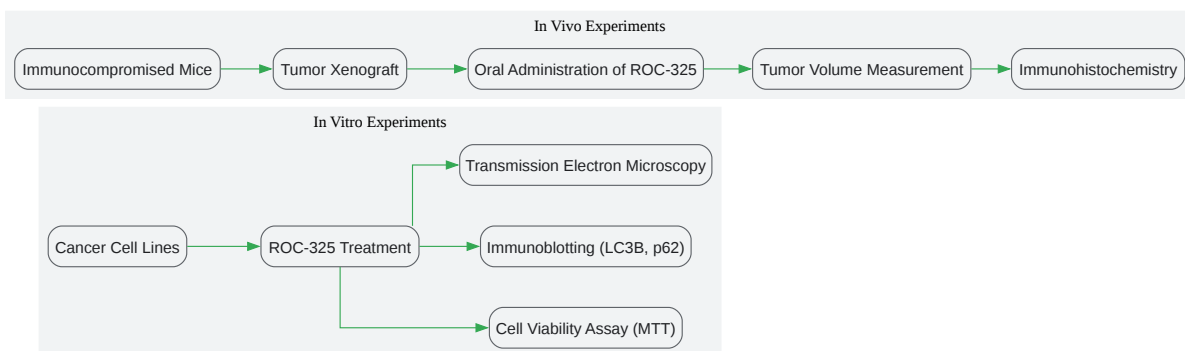 In Vivo Experiments
Immunocompromised Mice
Tumor Xenograft
Oral Administration of ROC-325
Tumor Volume Measurement
Immunohistochemistry
In Vitro Experiments
Transmission Electron Microscopy
Cancer Cell Lines
ROC-325 Treatment
Immunoblotting (LC3B, p62)
Cell Viability Assay (MTT)